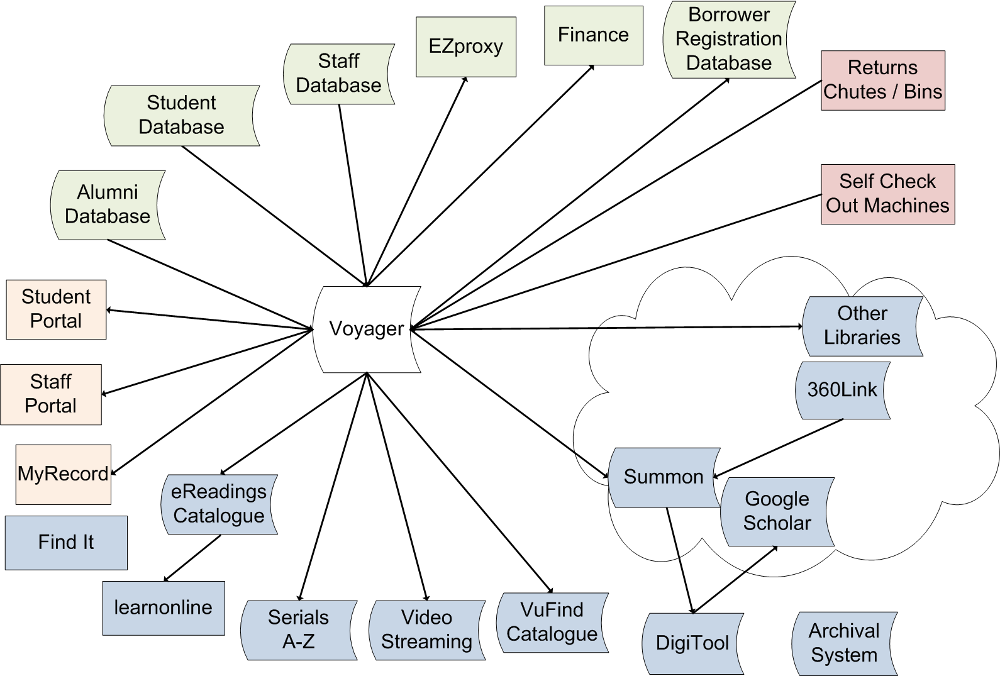 Borrower
Registration
Database
Finance
EZproxy
Staff
Database
Returns
Chutes / Bins
Student
Database
Self Check
Out Machines
Alumni
Database
Student
Portal
Voyager
Other
Libraries
Staff
Portal
360Link
MyRecord
Summon
eReadings
Catalogue
Google
Scholar
Find It
learnonline
Serials
A-Z
Video
Streaming
VuFind
Catalogue
DigiTool
Archival
System